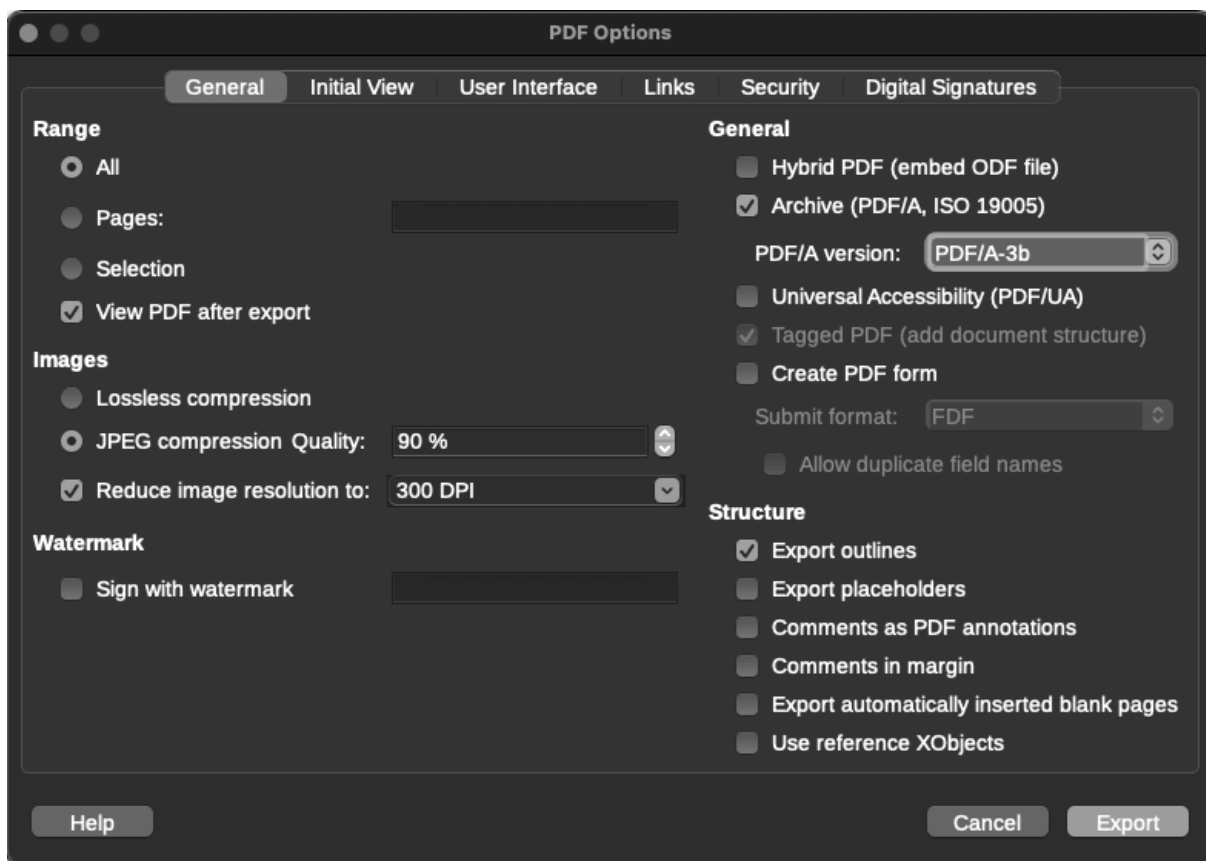 PDF Options
General
Initial View
User Interface
Links
Security
Digital Signatures
Range
All
Pages:
Selection
View PDF after export
Images
Lossless compression
JPEG compression Quality: 90 %
Reduce image resolution to: 300 DPI
Watermark
Sign with watermark
General
Hybrid PDF (embed ODF file)
Archive (PDF/A, ISO 19005)
PDF/A version: PDF/A-3b
Universal Accessibility (PDF/UA)
Tagged PDF (add document structure)
Create PDF form
Submit format: FDF
Allow duplicate field names
Structure
Export outlines
Export placeholders
Comments as PDF annotations
Comments in margin
Export automatically inserted blank pages
Use reference XObjects
Help
Cancel
Export